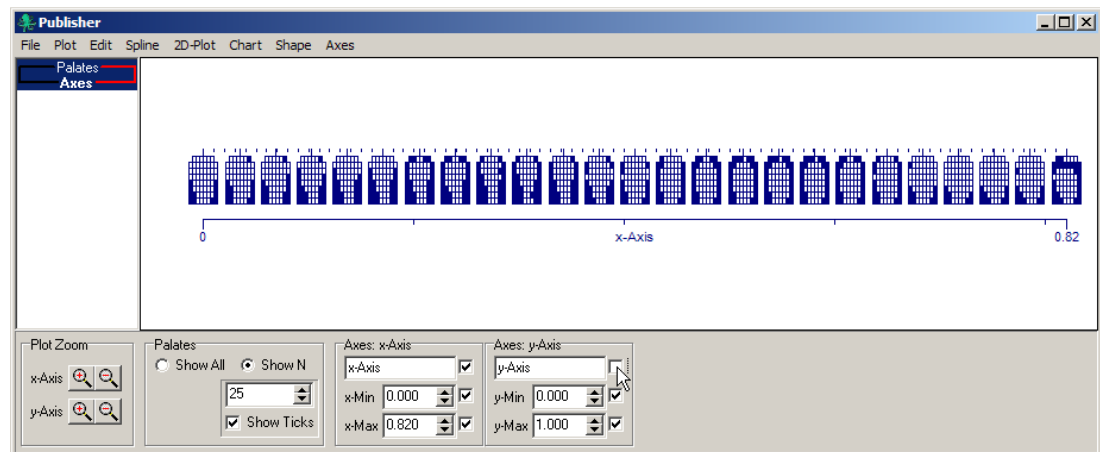 Publisher
File Plot Edit Spline 2D-Plot Chart Shape Axes
Palates
Axes
0 x-Axis 0.82
Plot Zoom
x-Axis
y-Axis
Palates
Show All Show N
25
Show Ticks
Axes: x-Axis
x-Axis
x-Min 0.000
x-Max 0.820
Axes: y-Axis
y-Axis
y-Min 0.000
y-Max 1.000